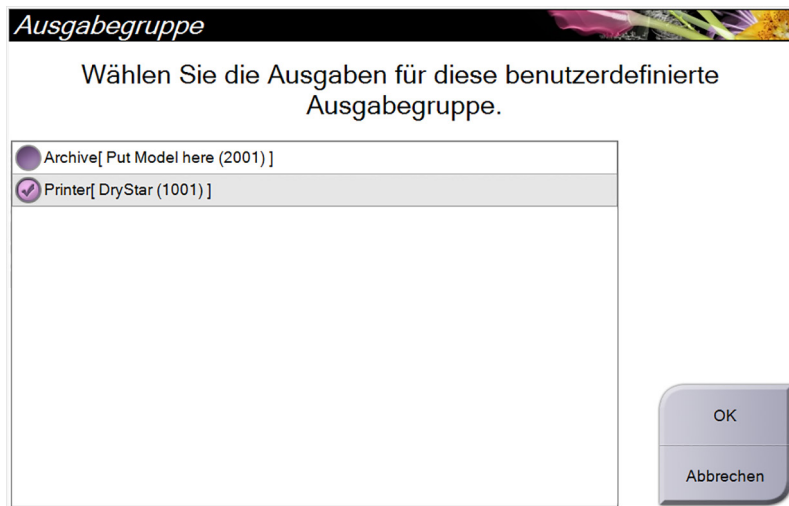 Ausgabegruppe
Wählen Sie die Ausgaben für diese benutzerdefinierte
Ausgabegruppe.
Archive[ Put Model here (2001) ]
Printer[ DryStar (1001) ]
OK
Abbrechen